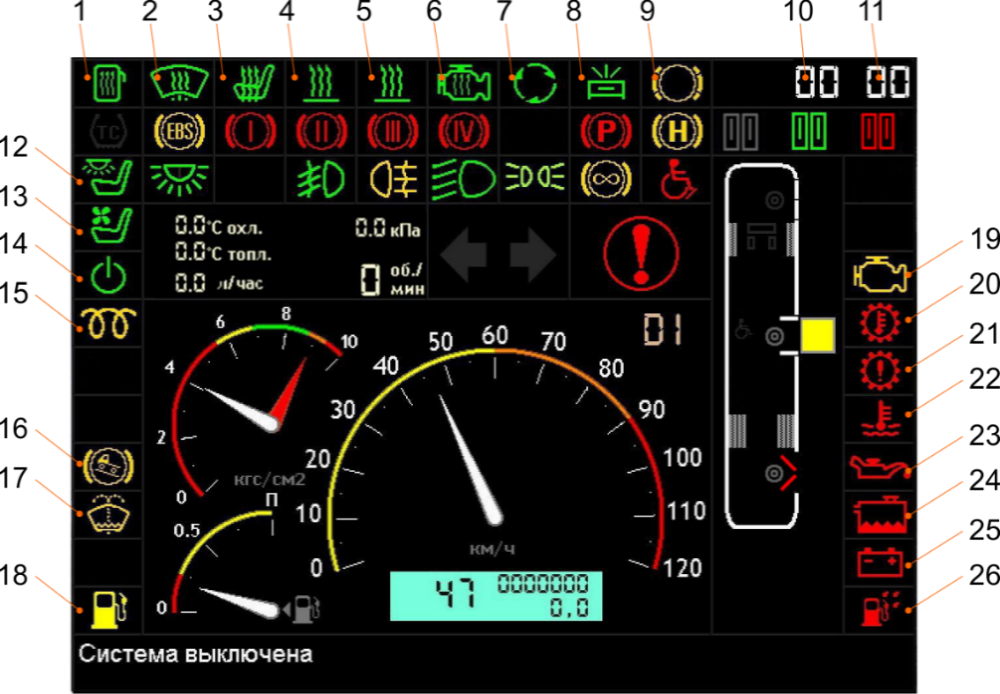 1 2 3 4 5 6 7 8 9 10 11
00 00
TC EBS I II III IV P H
12
13
0.0°C охл. 0.0 кПа
14
0.0°C топл.
0.0 л/час 0 об./
мин
19
15
20
6 8 10
D1
4
50 60 70
40 80
21
30 90
22
2
16
20 100
23
кгс/см2
0
17
П
24
0.5
10 110
25
км/ч
0 120
18
0
47 0000000
0,0
26
Система выключена